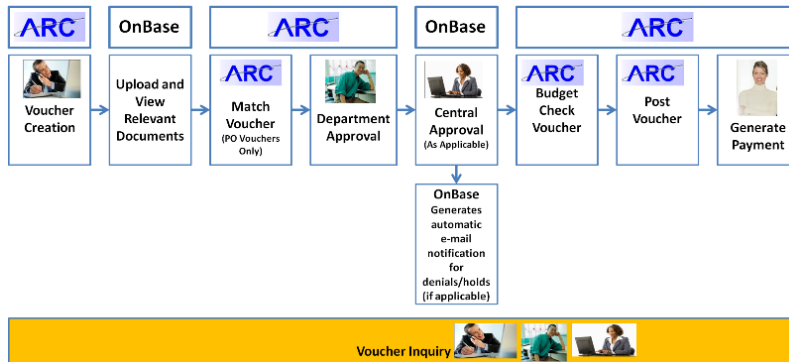 ARC
OnBase
ARC
OnBase
ARC
Voucher
Creation
Upload and
View
Relevant
Documents
ARC
Match
Voucher
(PO Vouchers
Only)
Department
Approval
Central
Approval
(As Applicable)
ARC
Budget
Check
Voucher
ARC
Post
Voucher
Generate
Payment
OnBase
Generates
automatic
e-mail
notification
for
denials/holds
(if applicable)
Voucher Inquiry